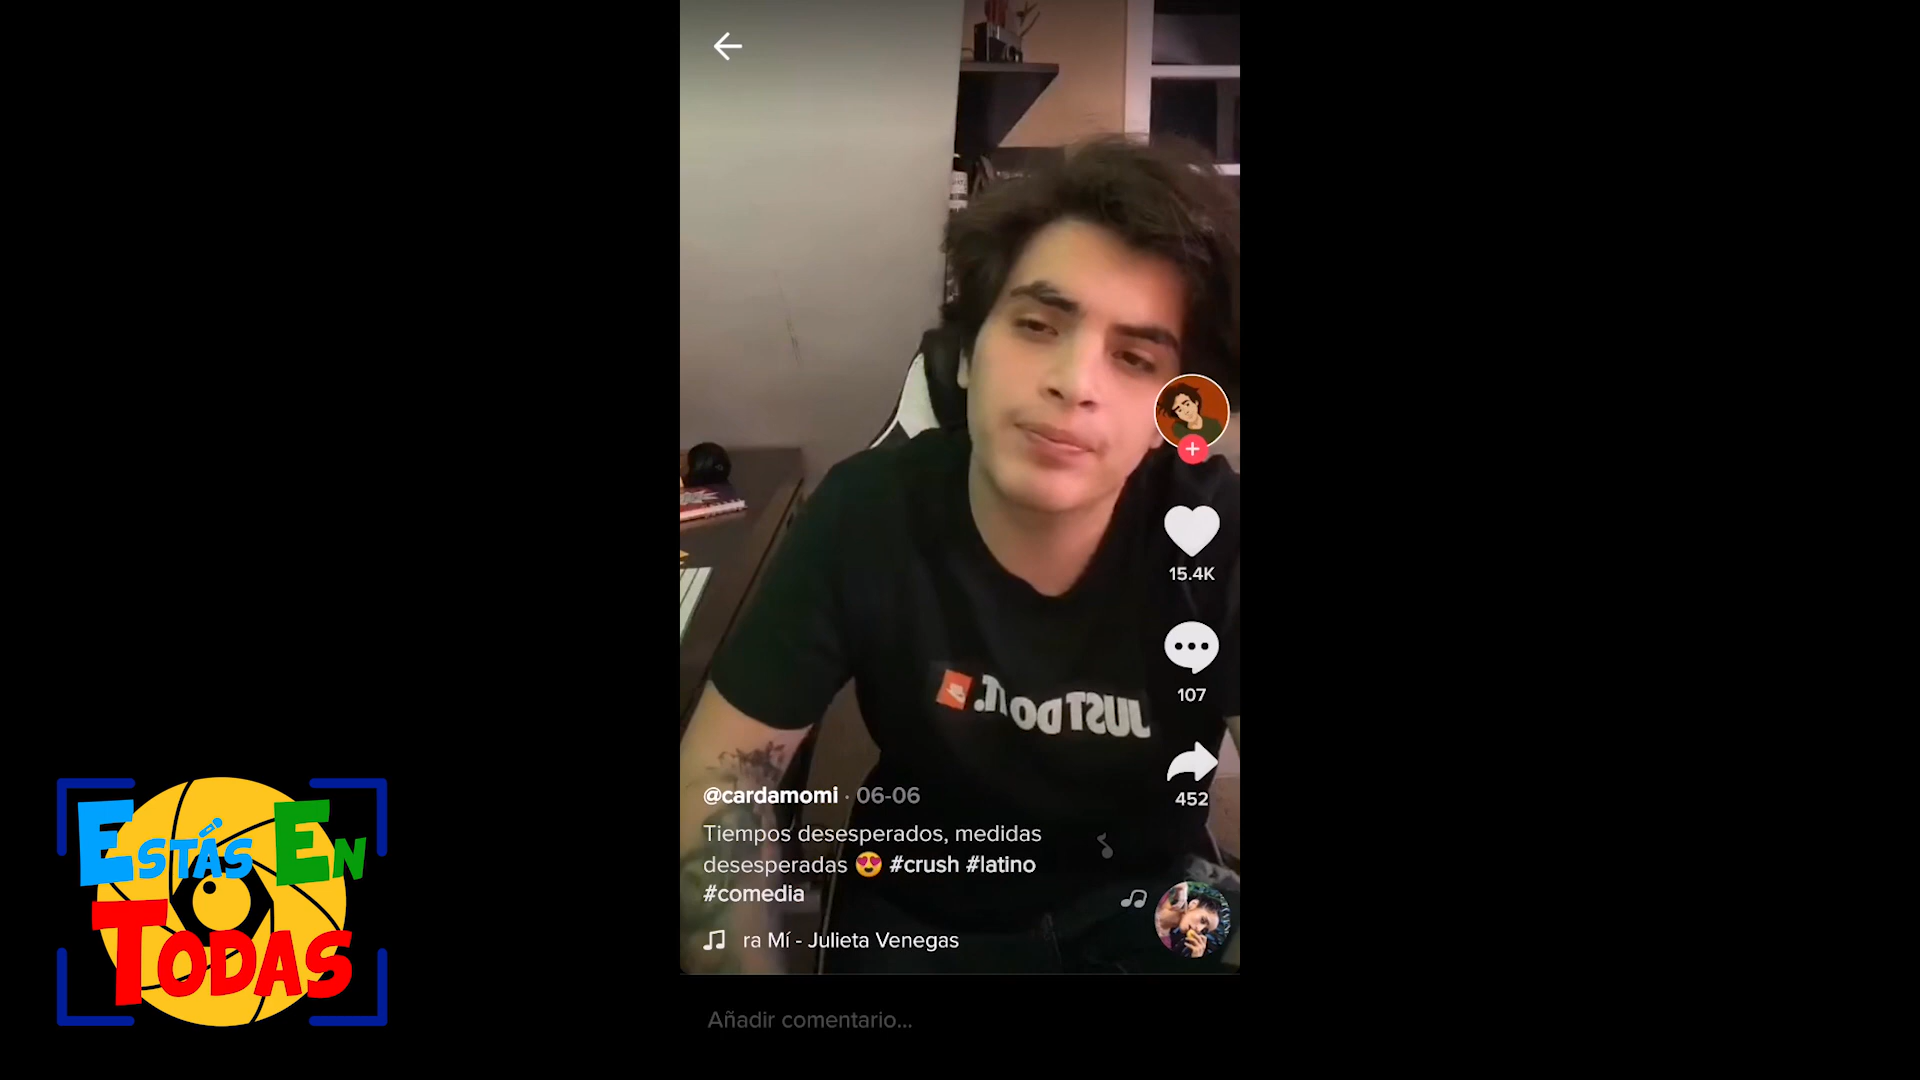 15.4K
107
JUST DO IT.
452
@cardamomi · 06-06
Tiempos desesperados, medidas
desesperadas 😍 #crush #latino
#comedia
ra Mí - Julieta Venegas
Añadir comentario...
ESTÁS EN
TODAS